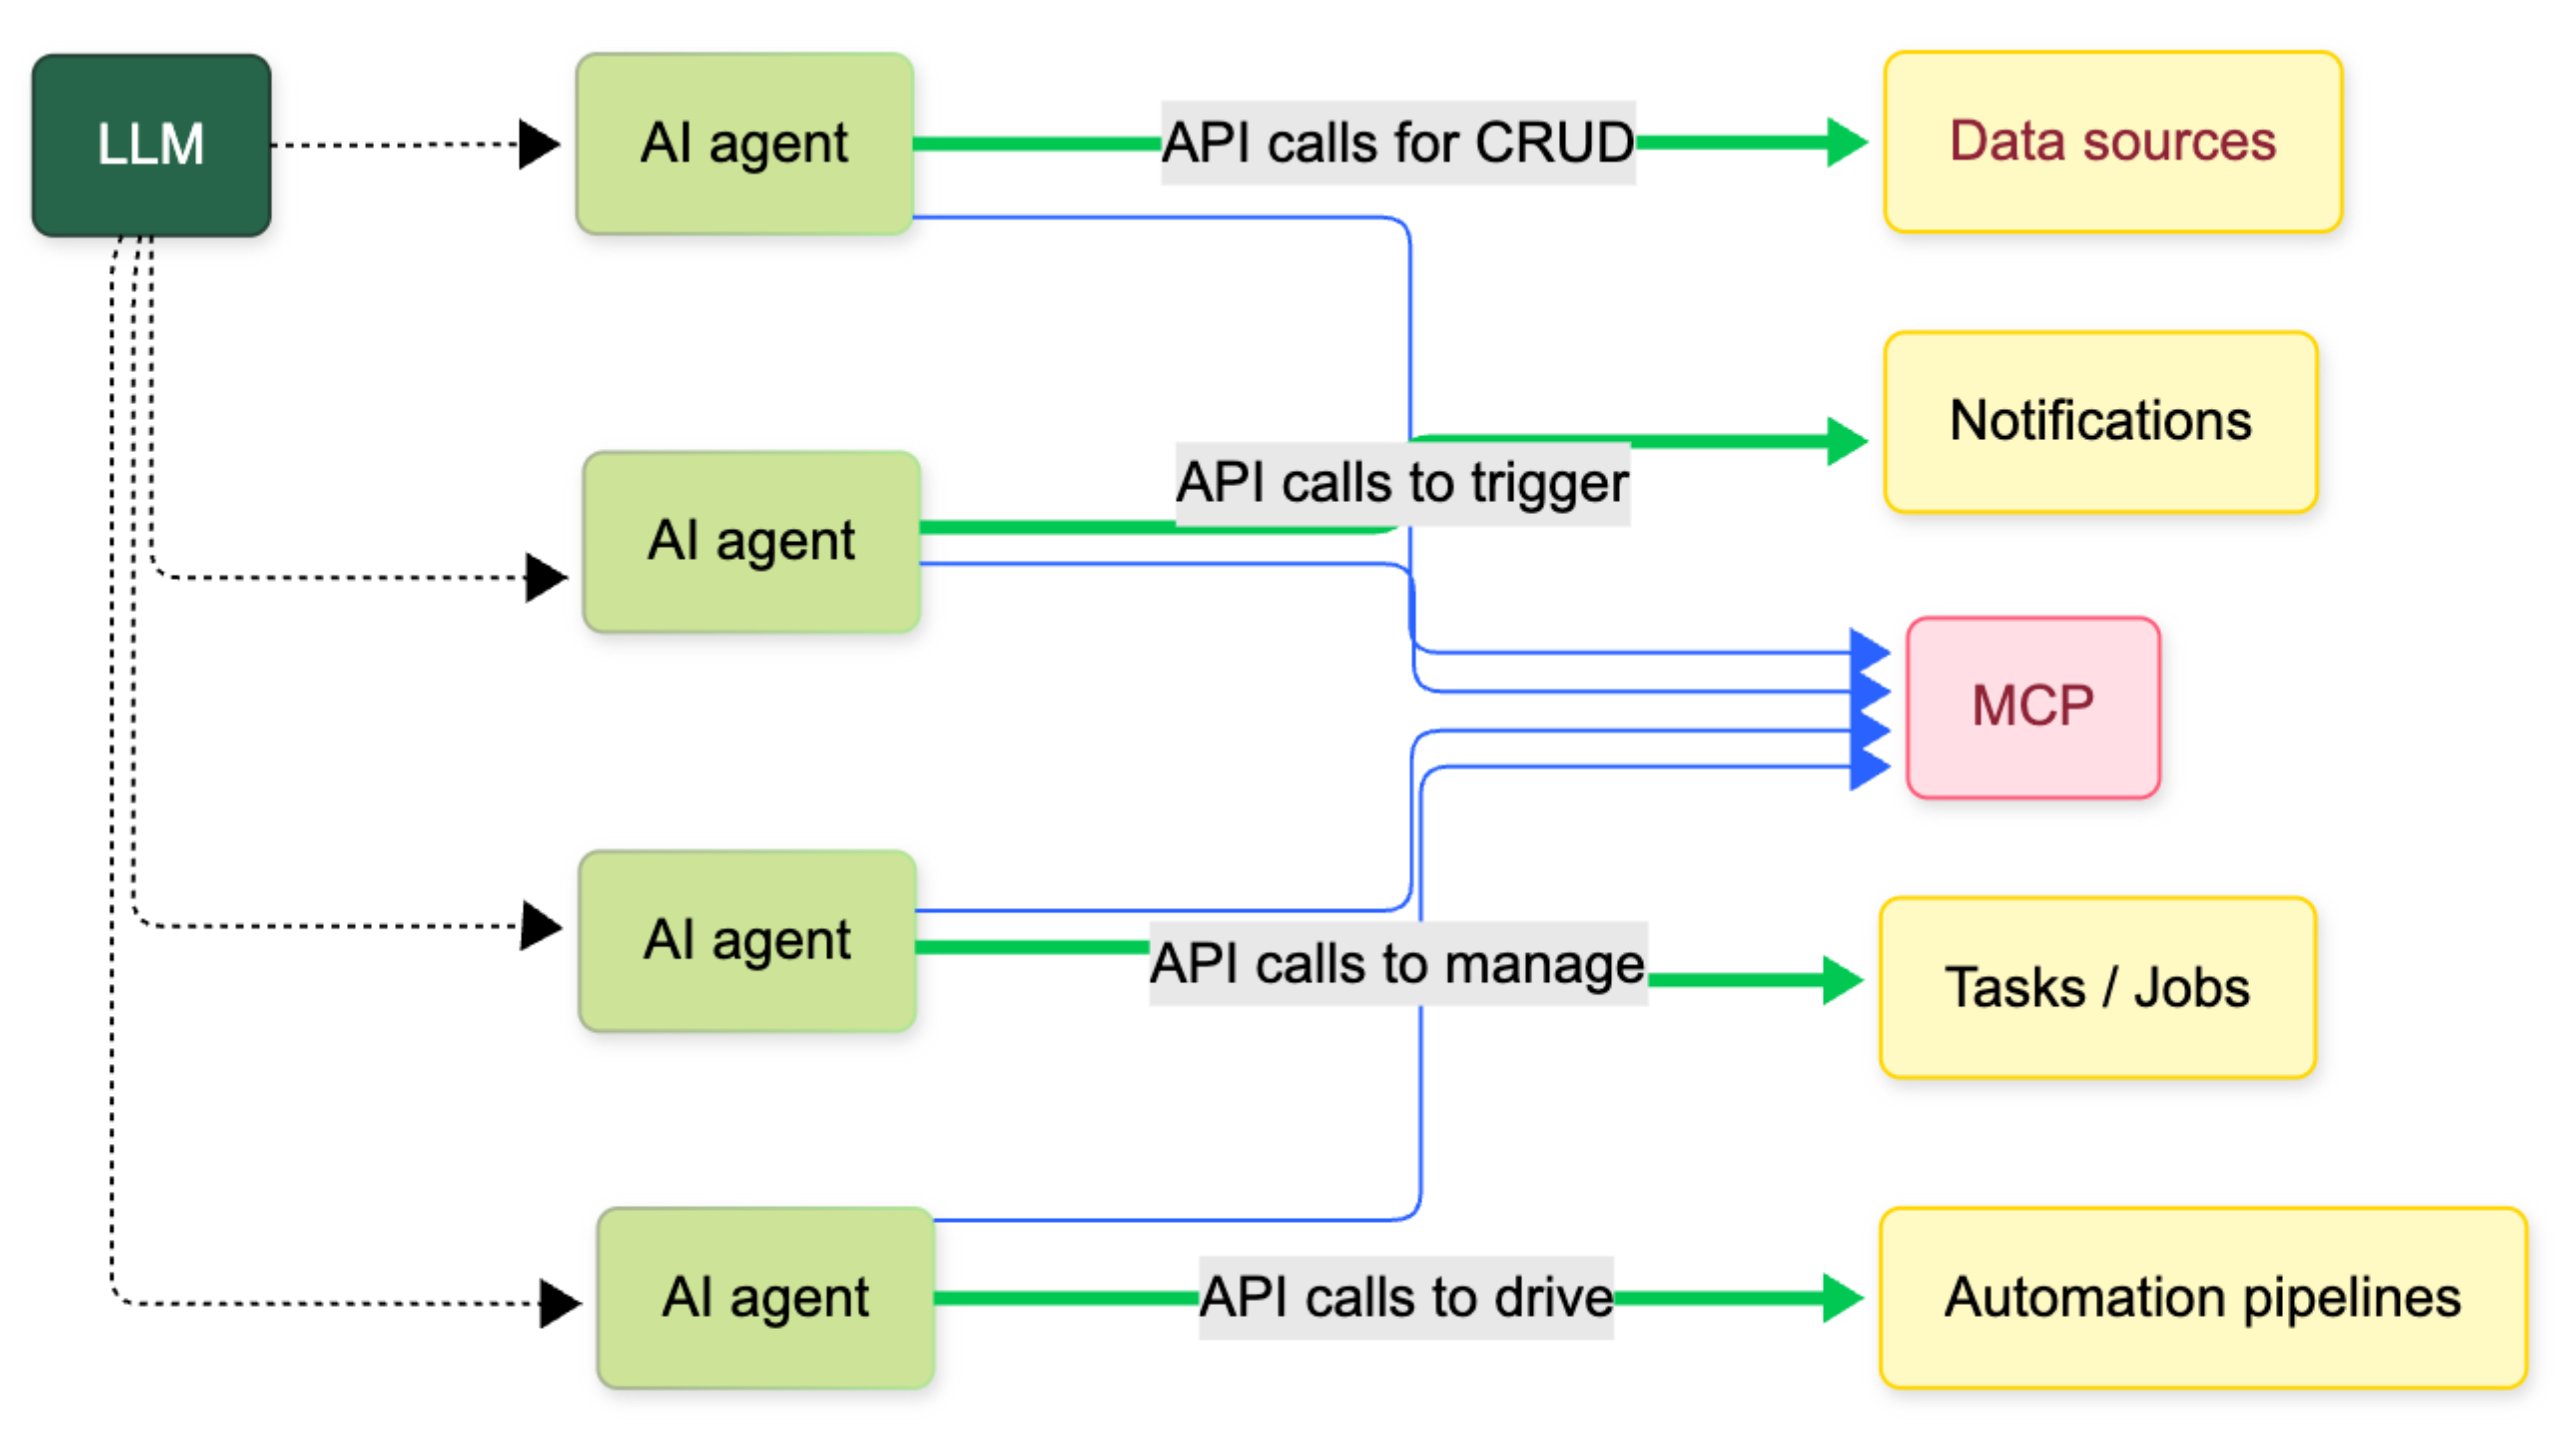 LLM
AI agent
API calls for CRUD
Data sources
Notifications
API calls to trigger
AI agent
MCP
AI agent
API calls to manage
Tasks / Jobs
AI agent
API calls to drive
Automation pipelines